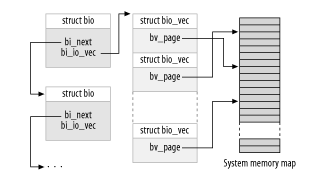 struct bio
bi_next
bi_io_vec
struct bio
bi_next
bi_io_vec
. . .
struct bio_vec
bv_page
struct bio_vec
bv_page
struct bio_vec
bv_page
System memory map